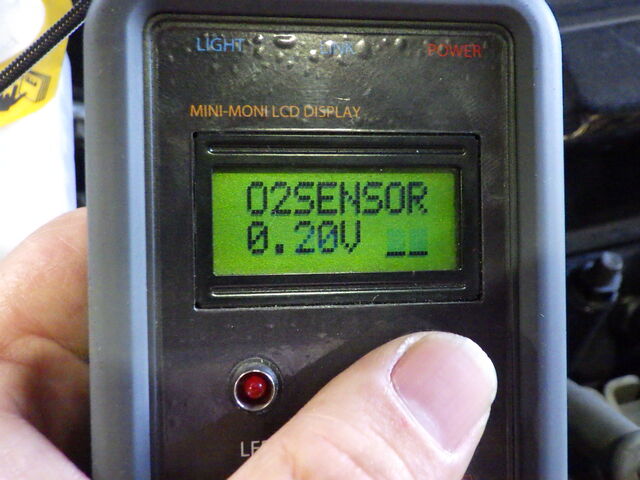 LIGHT LINK POWER
MINI-MONI LCD DISPLAY
O2SENSOR
0.20V